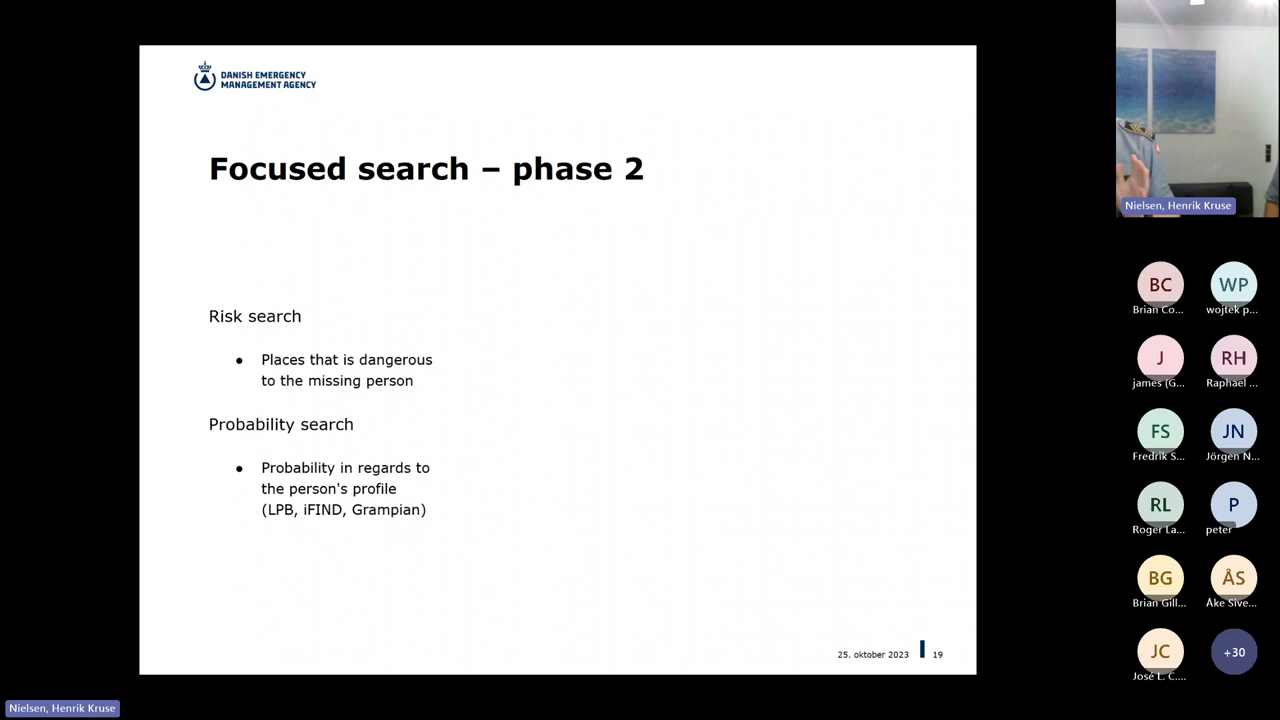 DANISH EMERGENCY
MANAGEMENT AGENCY
Focused search – phase 2
Risk search
● Places that is dangerous
to the missing person
Probability search
● Probability in regards to
the person's profile
(LPB, iFIND, Grampian)
25. oktober 2023
19
Nielsen, Henrik Kruse
BC
Brian Co...
WP
wojtek p...
J
james (G...
RH
Raphael ...
FS
Fredrik S...
JN
Jörgen N...
RL
Roger La...
P
peter
BG
Brian Gill...
ÅS
Åke Sive...
JC
José L. C....
+30
Nielsen, Henrik Kruse